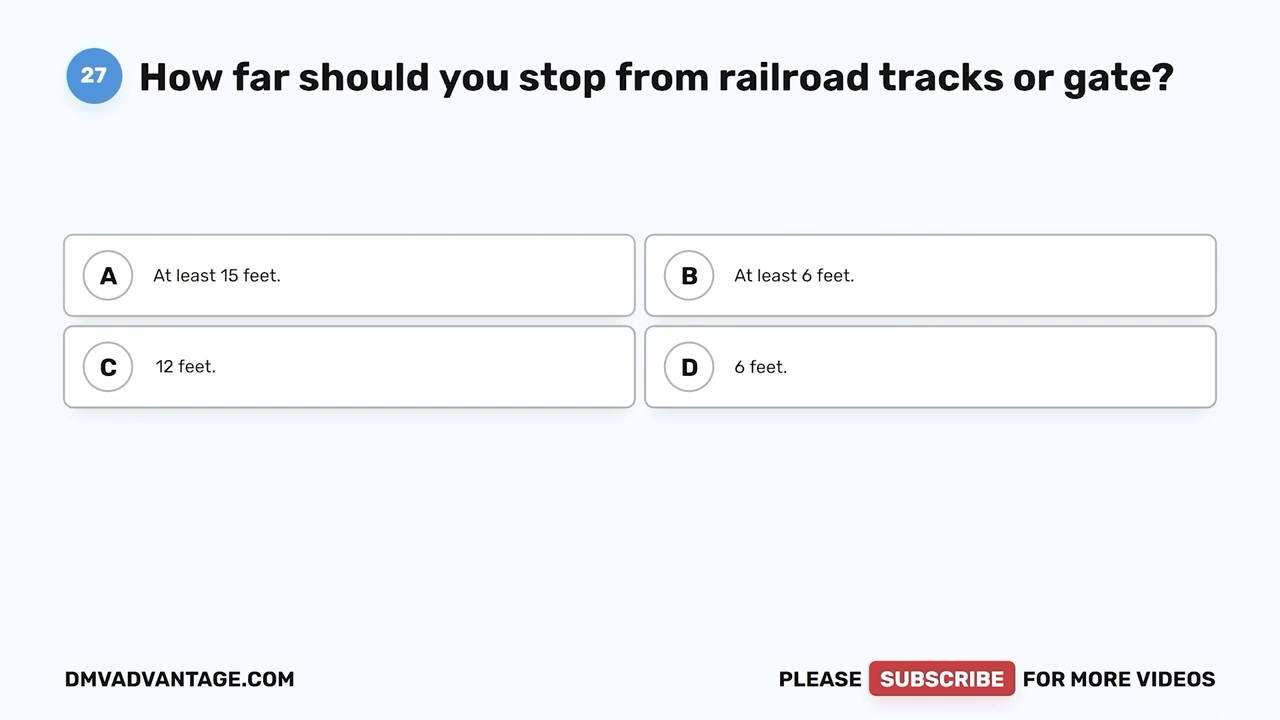 27 How far should you stop from railroad tracks or gate?
A At least 15 feet.
B At least 6 feet.
C 12 feet.
D 6 feet.
DMVADVANTAGE.COM
PLEASE SUBSCRIBE FOR MORE VIDEOS